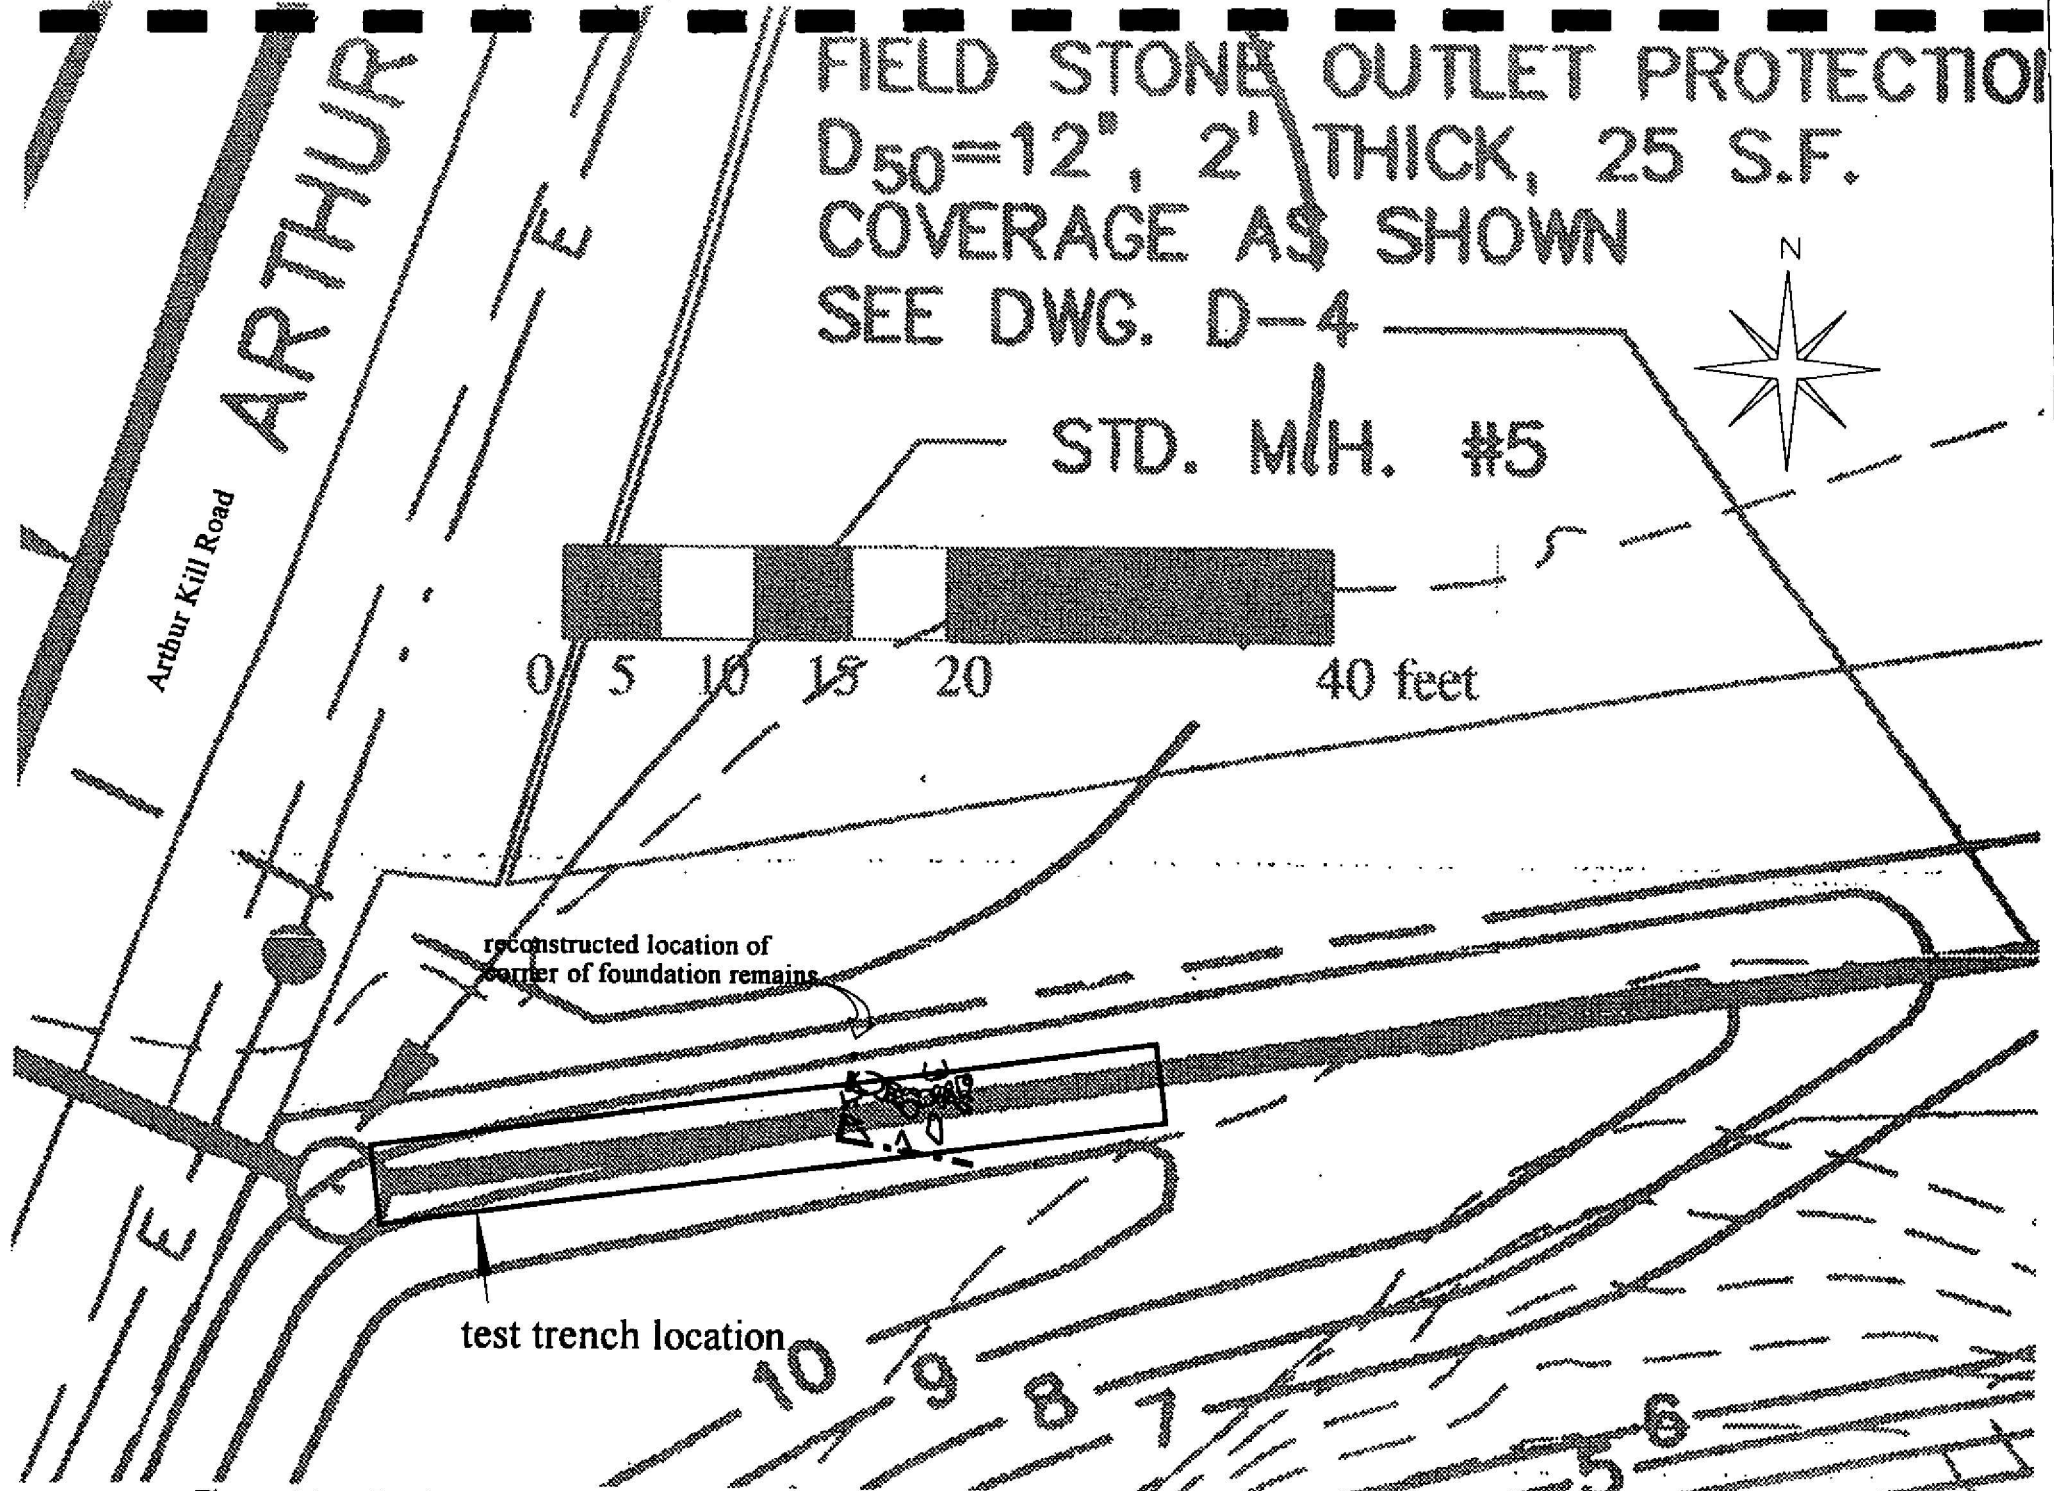 FIELD STONE OUTLET PROTECTION
D50=12", 2' THICK, 25 S.F.
COVERAGE AS SHOWN
SEE DWG. D-4
N
ARTHUR
E
STD. M.H. #5
Arthur Kill Road
0 5 10 15 20 40 feet
reconstructed location of
corner of foundation remains
E
test trench location
10 9 8 7 6 5